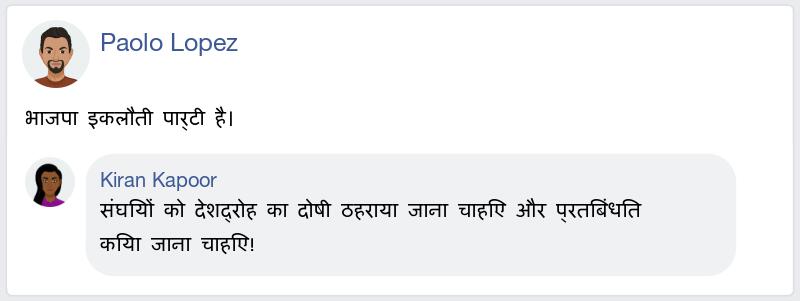 Paolo Lopez
भाजपा इकलौती पार्टी है।
Kiran Kapoor
संघियों को देशद्रोह का दोषी ठहराया जाना चाहिए और प्रतिबंधित
किया जाना चाहिए!